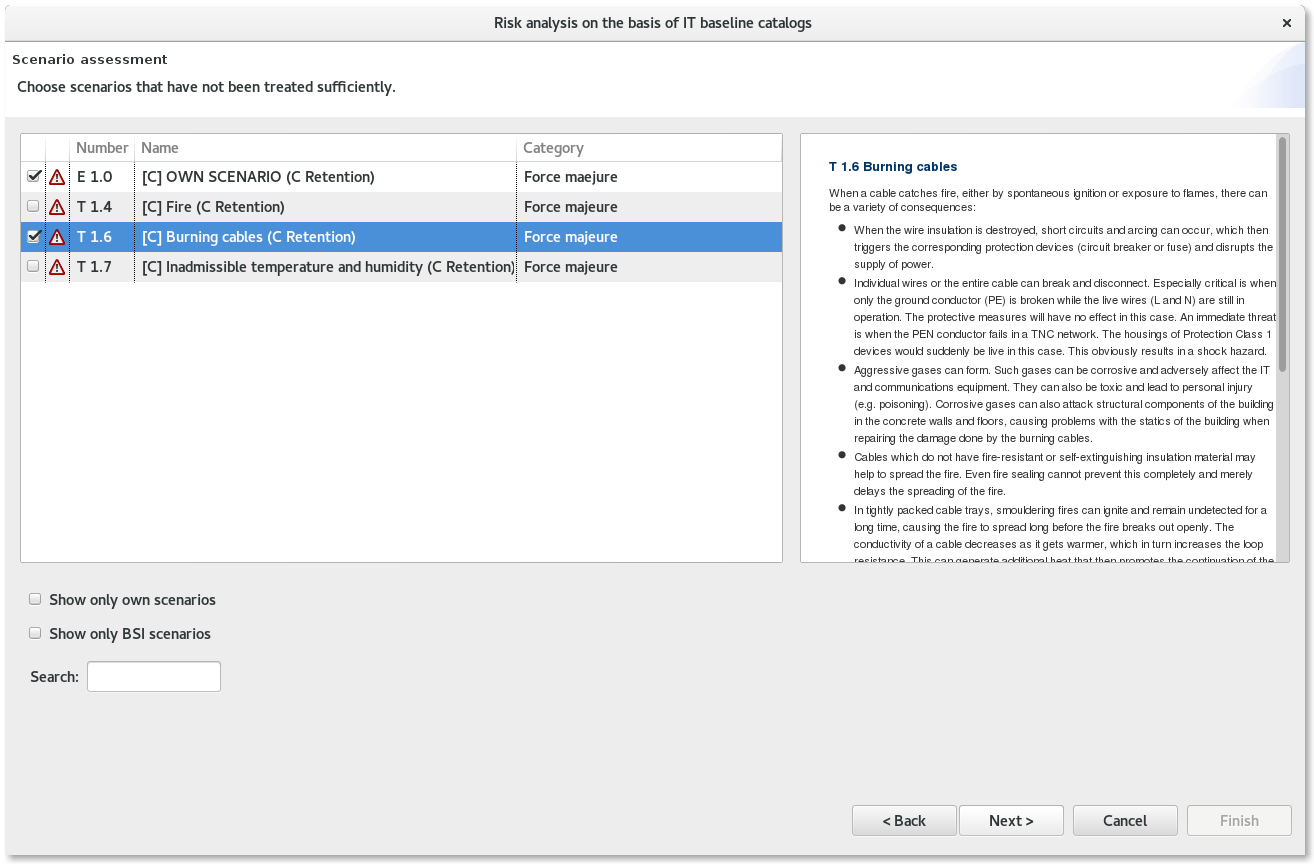 Risk analysis on the basis of IT baseline catalogs
Scenario assessment
Choose scenarios that have not been treated sufficiently.
Number Name Category
E 1.0 [C] OWN SCENARIO (C Retention) Force maejure
T 1.4 [C] Fire (C Retention) Force majeure
T 1.6 [C] Burning cables (C Retention) Force majeure
T 1.7 [C] Inadmissible temperature and humidity (C Retention) Force majeure
T 1.6 Burning cables
When a cable catches fire, either by spontaneous ignition or exposure to flames, there can
be a variety of consequences:
• When the wire insulation is destroyed, short circuits and arcing can occur, which then
triggers the corresponding protection devices (circuit breaker or fuse) and disrupts the
supply of power.
• Individual wires or the entire cable can break and disconnect. Especially critical is when
only the ground conductor (PE) is broken while the live wires (L and N) are still in
operation. The protective measures will have no effect in this case. An immediate threat
is when the PEN conductor fails in a TNC network. The housings of Protection Class 1
devices would suddenly be live in this case. This obviously results in a shock hazard.
• Aggressive gases can form. Such gases can be corrosive and adversely affect the IT
and communications equipment. They can also be toxic and lead to personal injury
(e.g. poisoning). Corrosive gases can also attack structural components of the building
in the concrete walls and floors, causing problems with the statics of the building when
repairing the damage done by the burning cables.
• Cables which do not have fire-resistant or self-extinguishing insulation material may
help to spread the fire. Even fire sealing cannot prevent this completely and merely
delays the spreading of the fire.
• In tightly packed cable trays, smouldering fires can ignite and remain undetected for a
long time, causing the fire to spread long before the fire breaks out openly. The
conductivity of a cable decreases as it gets warmer, which in turn increases the loop
resistance. This can generate additional heat that then promotes the continuation of the
Show only own scenarios
Show only BSI scenarios
Search:
< Back Next > Cancel Finish